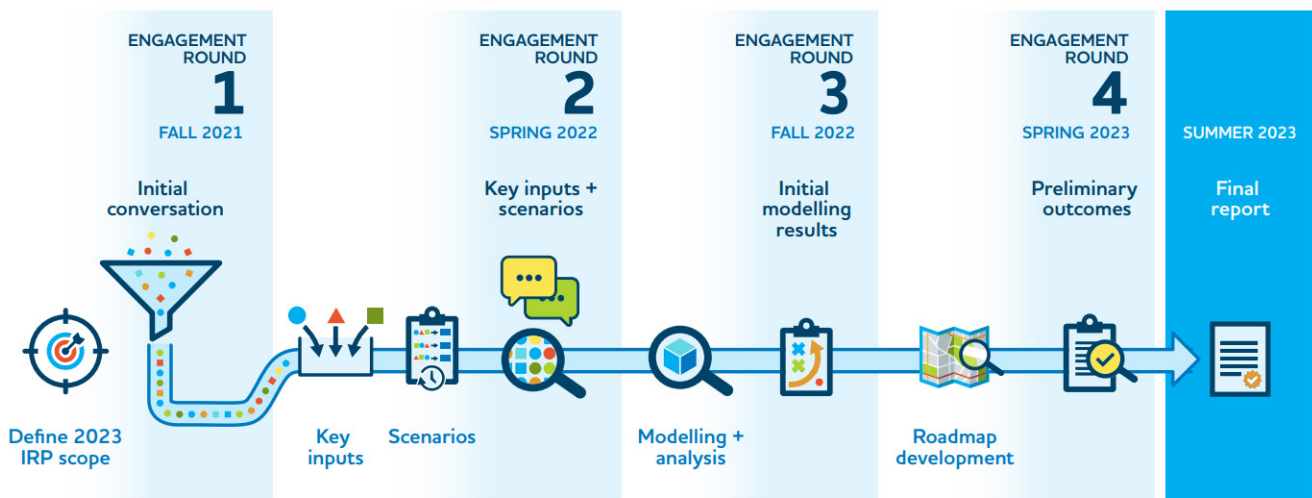 ENGAGEMENT
ROUND
1
FALL 2021
Initial
conversation
Define 2023
IRP scope
ENGAGEMENT
ROUND
2
SPRING 2022
Key inputs +
scenarios
Key
inputs
Scenarios
ENGAGEMENT
ROUND
3
FALL 2022
Initial
modelling
results
Modelling +
analysis
ENGAGEMENT
ROUND
4
SPRING 2023
Preliminary
outcomes
Roadmap
development
SUMMER 2023
Final
report